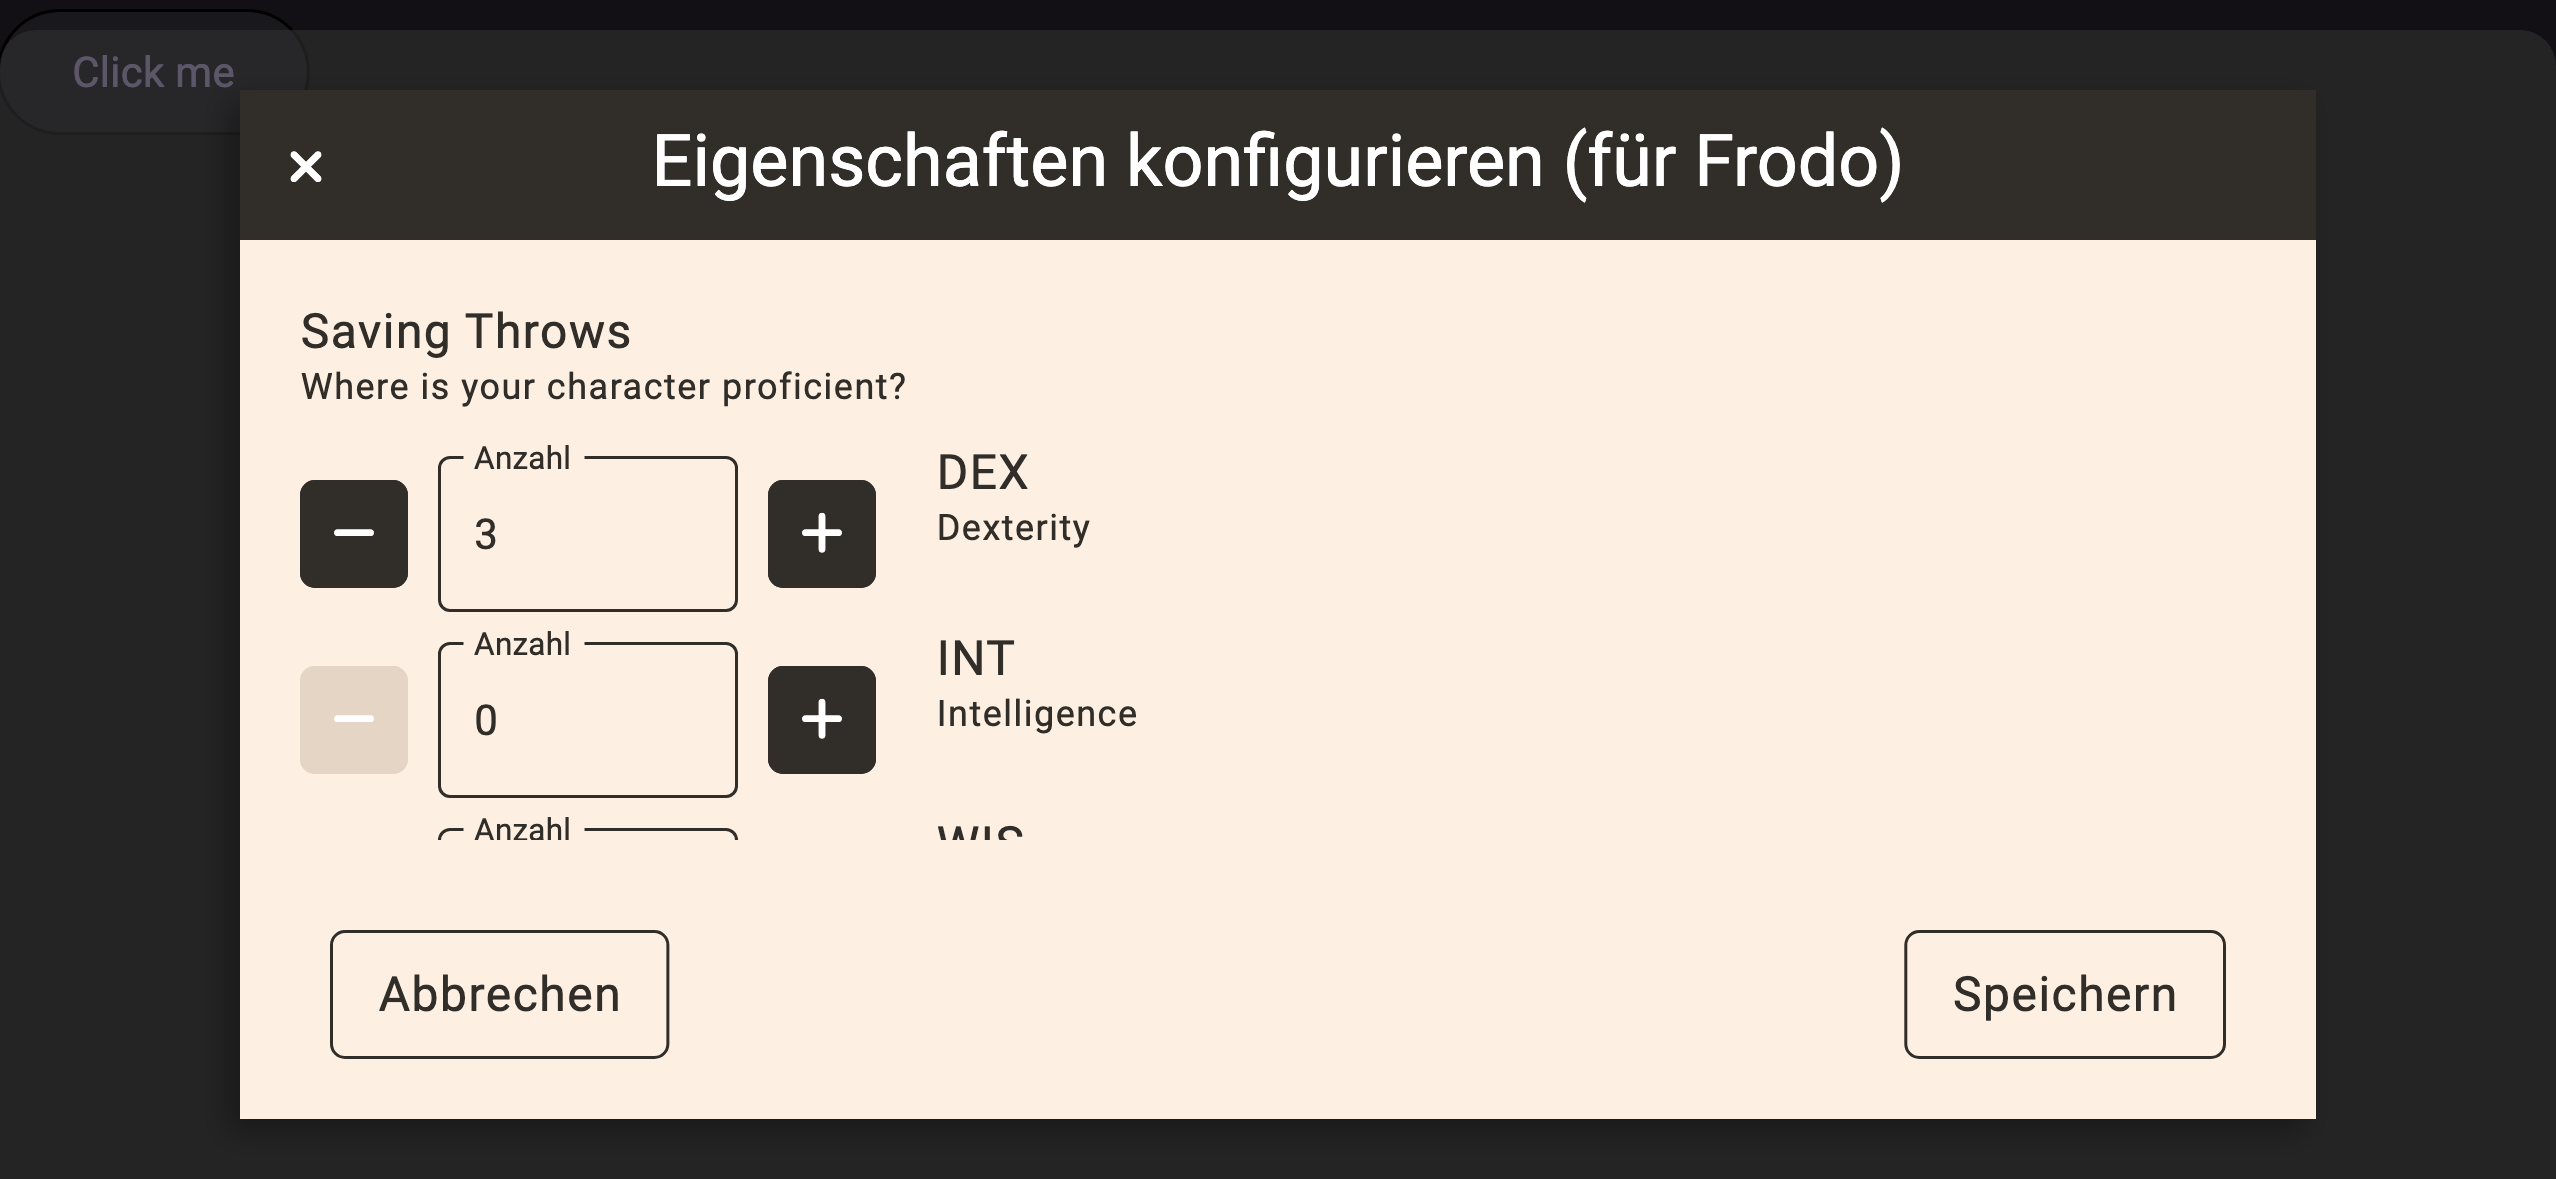 Click me
Eigenschaften konfigurieren (für Frodo)
Saving Throws
Where is your character proficient?
Anzahl
3
DEX
Dexterity
Anzahl
0
INT
Intelligence
Anzahl
WIS
Abbrechen
Speichern